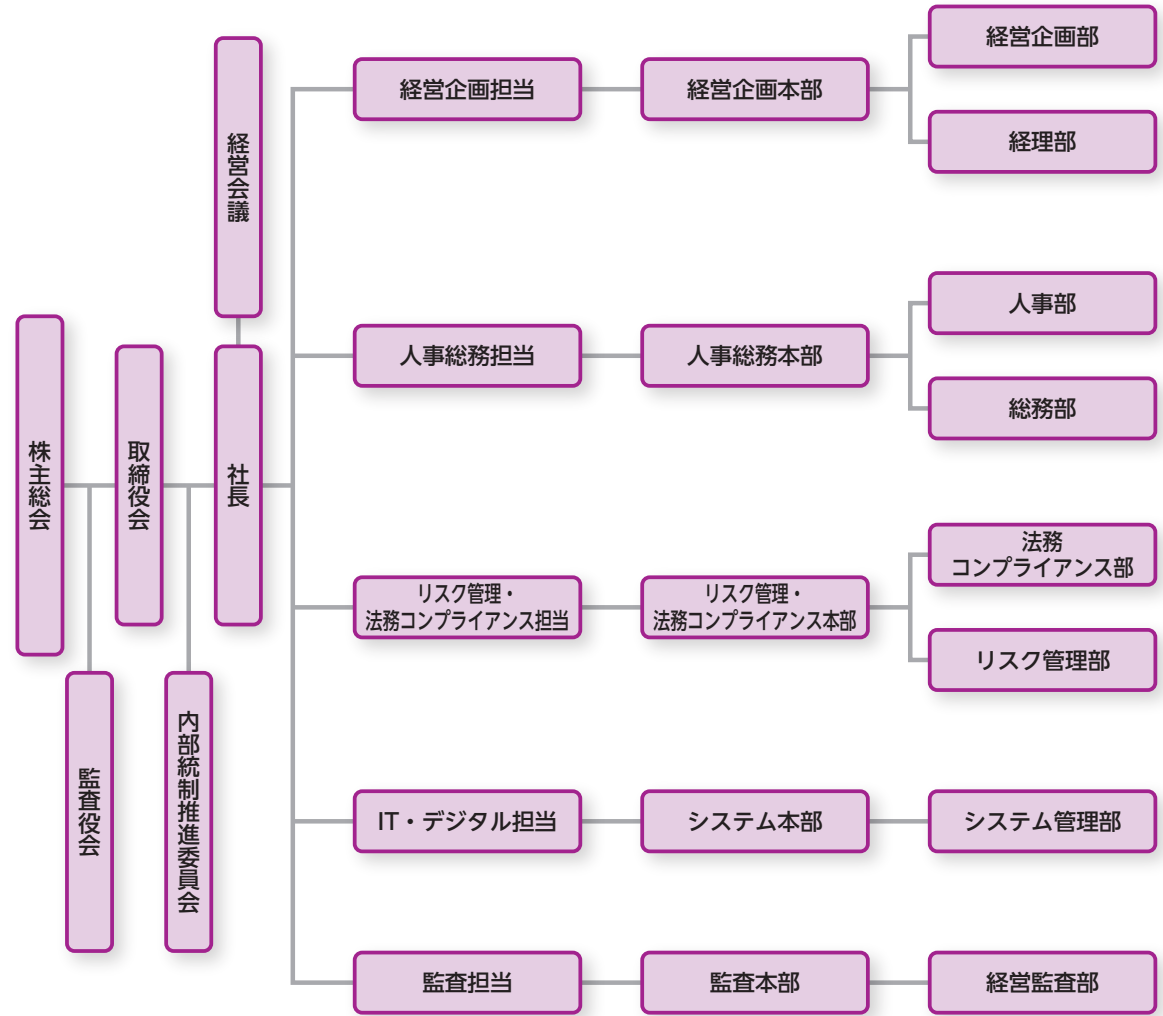 株主総会
監査役会
取締役会
内部統制推進委員会
経営会議
社長
経営企画担当
経営企画本部
経営企画部
経理部
人事総務担当
人事総務本部
人事部
総務部
リスク管理・
法務コンプライアンス担当
リスク管理・
法務コンプライアンス本部
法務
コンプライアンス部
リスク管理部
IT・デジタル担当
システム本部
システム管理部
監査担当
監査本部
経営監査部